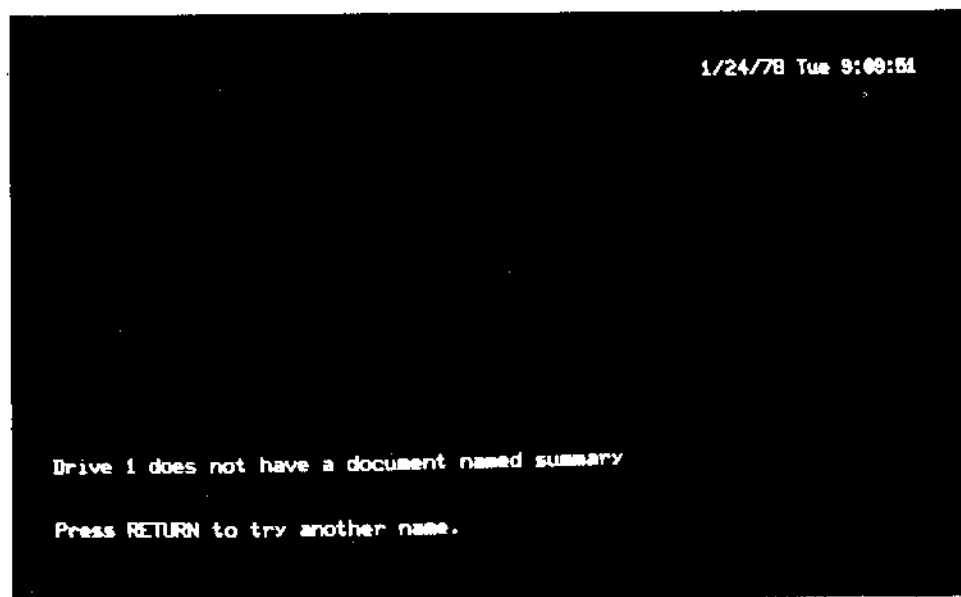 1/24/78 Tue 9:09:51
Drive 1 does not have a document named summary
Press RETURN to try another name.